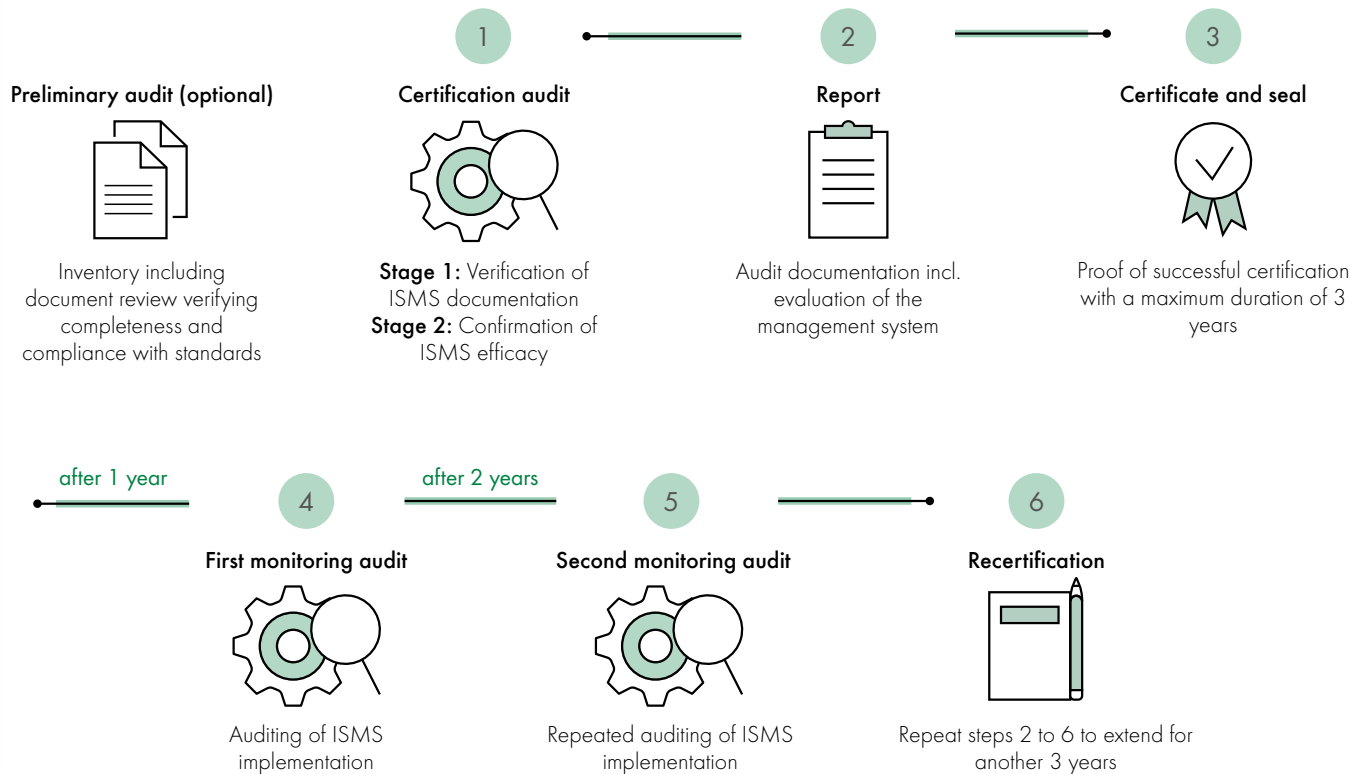 1
2
3
Preliminary audit (optional)
Certification audit
Report
Certificate and seal
Inventory including
document review verifying
completeness and
compliance with standards
Stage 1: Verification of
ISMS documentation
Stage 2: Confirmation of
ISMS efficacy
Audit documentation incl.
evaluation of the
management system
Proof of successful certification
with a maximum duration of 3
years
after 1 year
4
after 2 years
5
6
First monitoring audit
Second monitoring audit
Recertification
Auditing of ISMS
implementation
Repeated auditing of ISMS
implementation
Repeat steps 2 to 6 to extend for
another 3 years